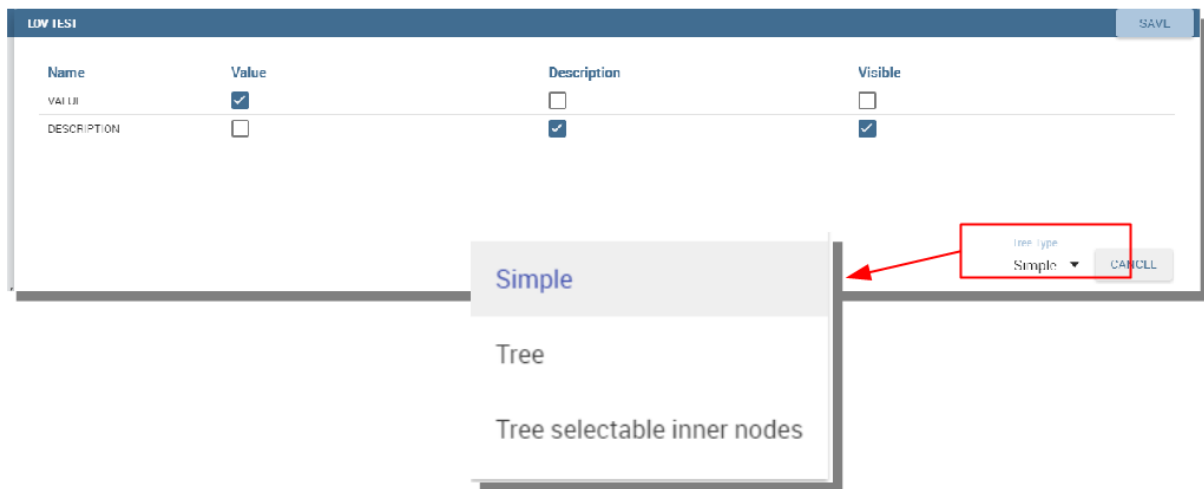 LOV TEST
SAVE
Name Value Description Visible
VALUE
DESCRIPTION
Tree Type
Simple
CANCEL
Simple
Tree
Tree selectable inner nodes